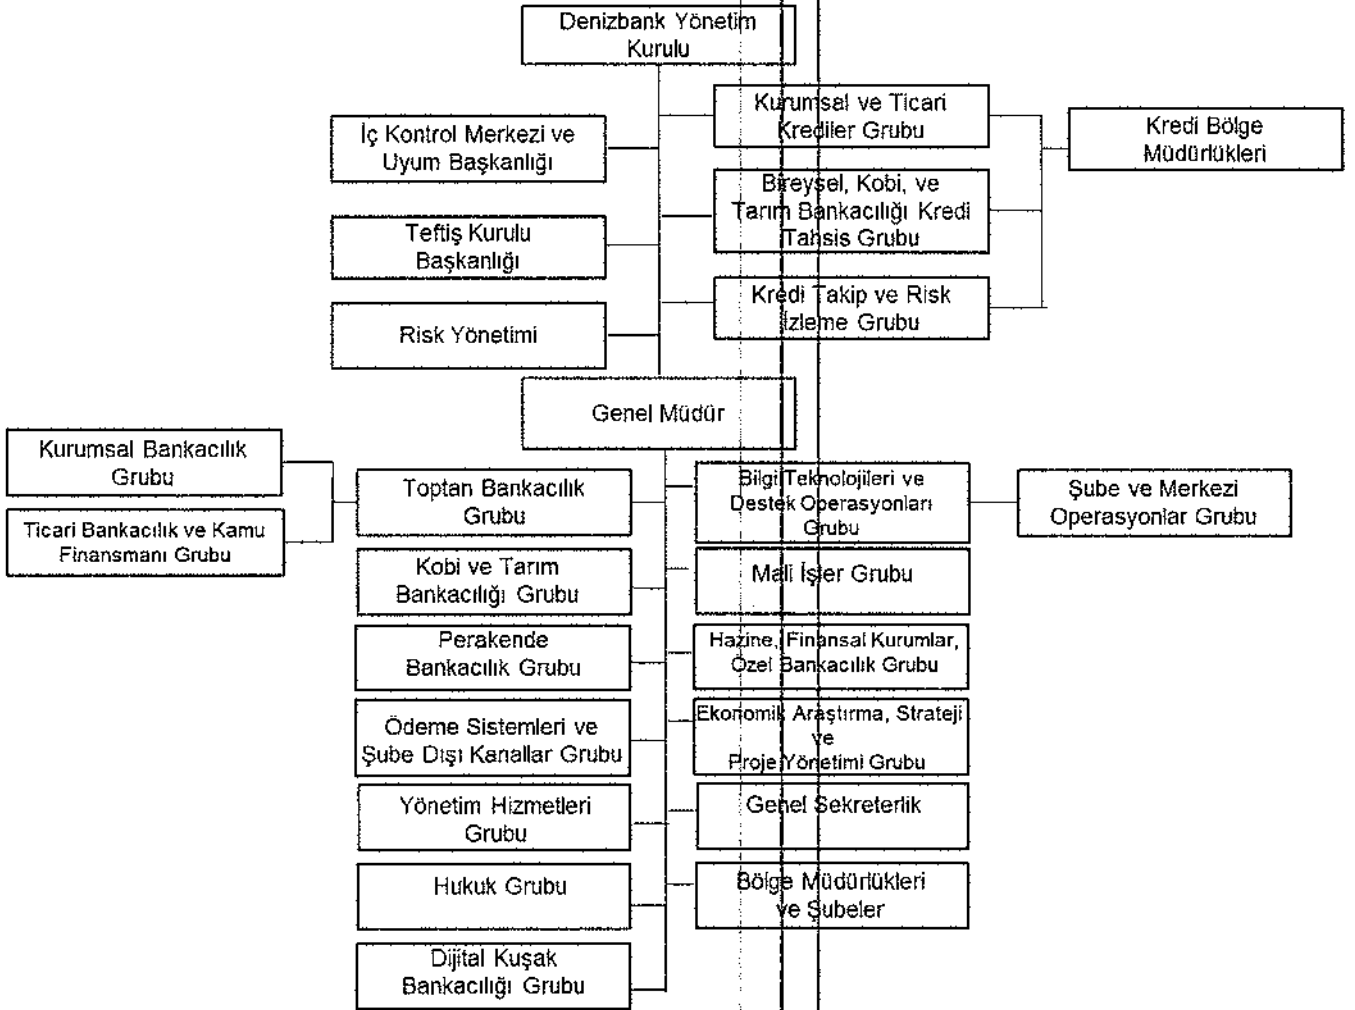 Denizbank Yönetim
Kurulu
Kurumsal ve Ticari
Krediler Grubu
Kredi Bölge
Müdürlükleri
İç Kontrol Merkezi ve
Uyum Başkanlığı
Bireysel, Kobi, ve
Tarım Bankacılığı Kredi
Tahsis Grubu
Teftiş Kurulu
Başkanlığı
Kredi Takip ve Risk
İzleme Grubu
Risk Yönetimi
Genel Müdür
Kurumsal Bankacılık
Grubu
Toptan Bankacılık
Grubu
Bilgi Teknolojileri ve
Destek Operasyonları
Grubu
Şube ve Merkezi
Operasyonlar Grubu
Ticari Bankacılık ve Kamu
Finansmanı Grubu
Kobi ve Tarım
Bankacılığı Grubu
Mali İşler Grubu
Perakende
Bankacılık Grubu
Hazine, Finansal Kurumlar,
Özel Bankacılık Grubu
Ödeme Sistemleri ve
Şube Dışı Kanallar Grubu
Ekonomik Araştırma, Strateji
ve
Proje Yönetimi Grubu
Yönetim Hizmetleri
Grubu
Genel Sekreterlik
Hukuk Grubu
Bölge Müdürlükleri
ve Şubeler
Dijital Kuşak
Bankacılığı Grubu